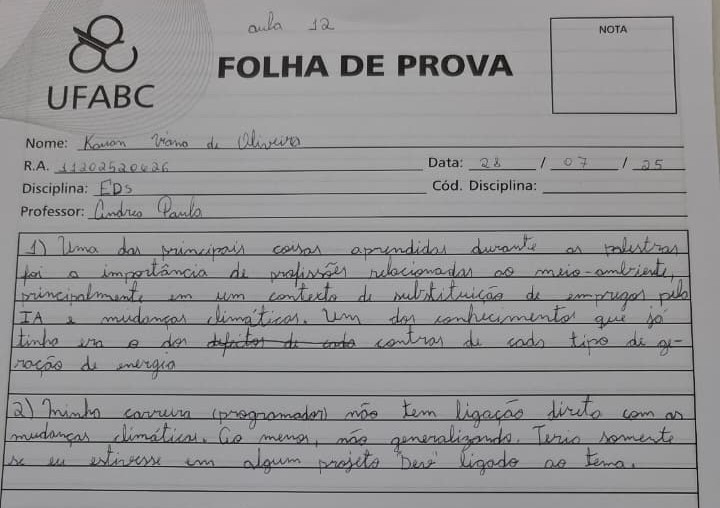 aula 12
NOTA
UFABC
FOLHA DE PROVA
Nome: Kauan Viano de Oliveira
R.A. 11202520426
Data: 28 / 07 / 25
Disciplina: EDS
Cód. Disciplina:
Professor: Andrea Paula
1) Uma das principais coisas aprendidas durante as palestras
foi a importância de profissões relacionadas ao meio-ambiente,
principalmente em um contexto de substituição de empregos pela
IA e mudanças climáticas. Um dos conhecimentos que já
tinha era o dos defeitos de cada contras de cada tipo de ge-
ração de energia
2) Minha carreira (programador) não tem ligação direta com as
mudanças climáticas. Ao menos, não generalizando. Teria somente
se eu estivesse em algum projeto ligado ao tema.